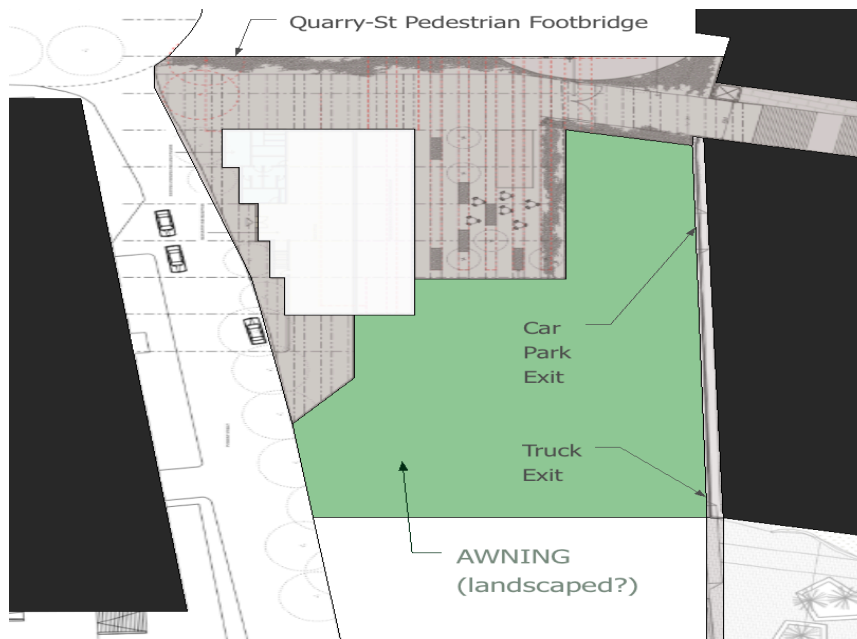 Quarry-St Pedestrian Footbridge
Car
Park
Exit
Truck
Exit
AWNING
(landscaped?)